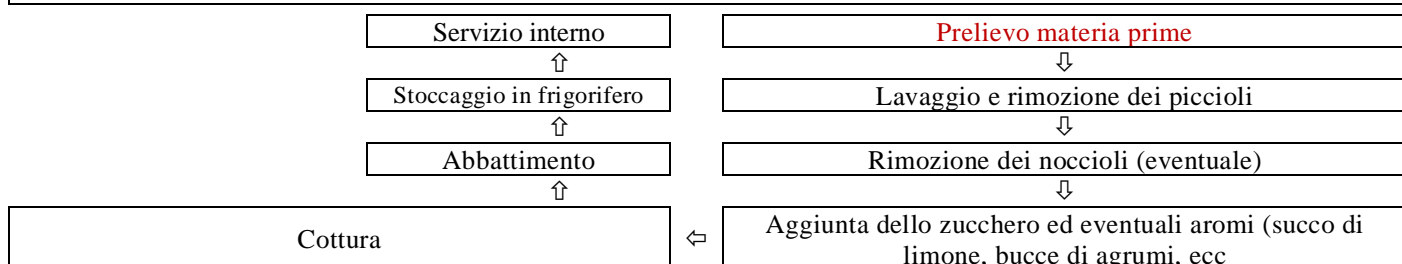 Servizio interno
Prelievo materia prime
Stoccaggio in frigorifero
Lavaggio e rimozione dei piccioli
Abbattimento
Rimozione dei noccioli (eventuale)
Cottura
Aggiunta dello zucchero ed eventuali aromi (succo di
limone, bucce di agrumi, ecc